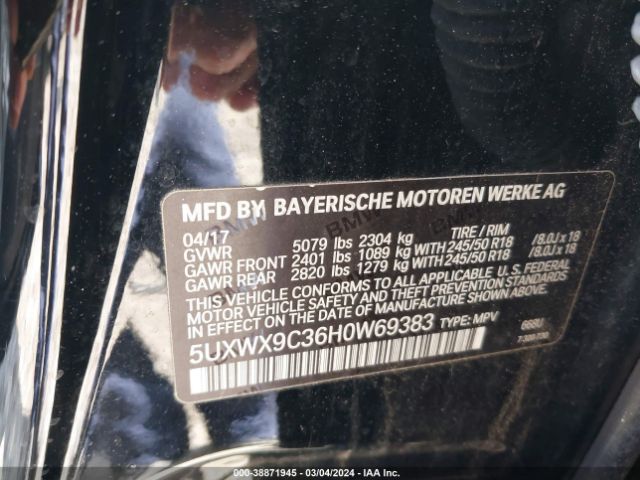 MFD BY BAYERISCHE MOTOREN WERKE AG
04/17 TIRE / RIM
GVWR 5079 lbs 2304 kg
GAWR FRONT 2401 lbs 1089 kg WITH 245/50 R18 /8.0J x 18
GAWR REAR 2820 lbs 1279 kg WITH 245/50 R18 /8.0J x 18
THIS VEHICLE CONFORMS TO ALL APPLICABLE U. S. FEDERAL
MOTOR VEHICLE SAFETY AND THEFT PREVENTION STANDARDS
IN EFFECT ON THE DATE OF MANUFACTURE SHOWN ABOVE.
5UXWX9C36H0W69383 TYPE: MPV
000-38871945 - 03/04/2024 - IAA Inc.